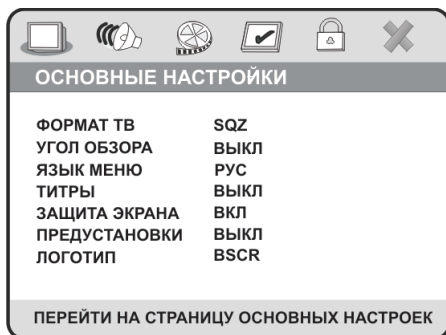 ОСНОВНЫЕ НАСТРОЙКИ
ФОРМАТ ТВ SQZ
УГОЛ ОБЗОРА ВЫКЛ
ЯЗЫК МЕНЮ РУС
ТИТРЫ ВЫКЛ
ЗАЩИТА ЭКРАНА ВКЛ
ПРЕДУСТАНОВКИ ВЫКЛ
ЛОГОТИП BSCR
ПЕРЕЙТИ НА СТРАНИЦУ ОСНОВНЫХ НАСТРОЕК